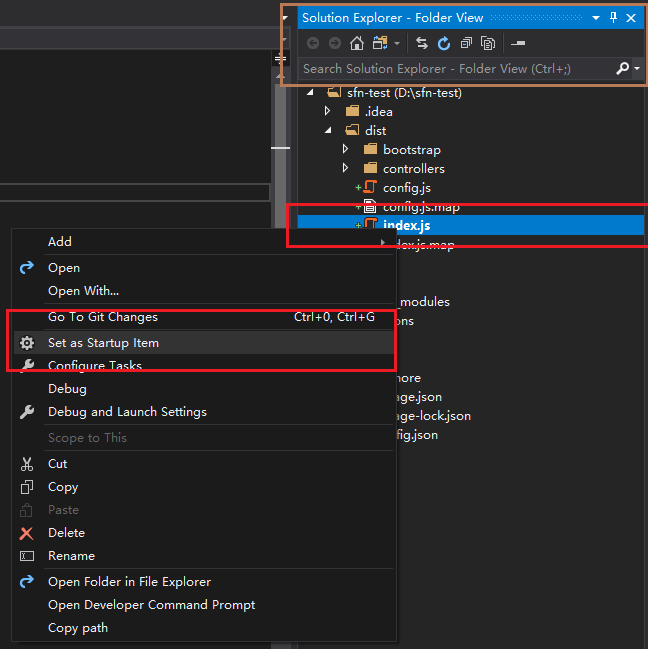 Solution Explorer - Folder View
Search Solution Explorer - Folder View (Ctrl+;)
sfn-test (D:\sfn-test)
.idea
dist
bootstrap
controllers
config.js
config.js.map
index.js
dex.js.map
modules
ons
ore
age.json
age-lock.json
fig.json
Add
Open
Open With...
Go To Git Changes Ctrl+0, Ctrl+G
Set as Startup Item
Configure Tasks
Debug
Debug and Launch Settings
Scope to This
Cut
Copy
Paste
Delete
Rename
Open Folder in File Explorer
Open Developer Command Prompt
Copy path